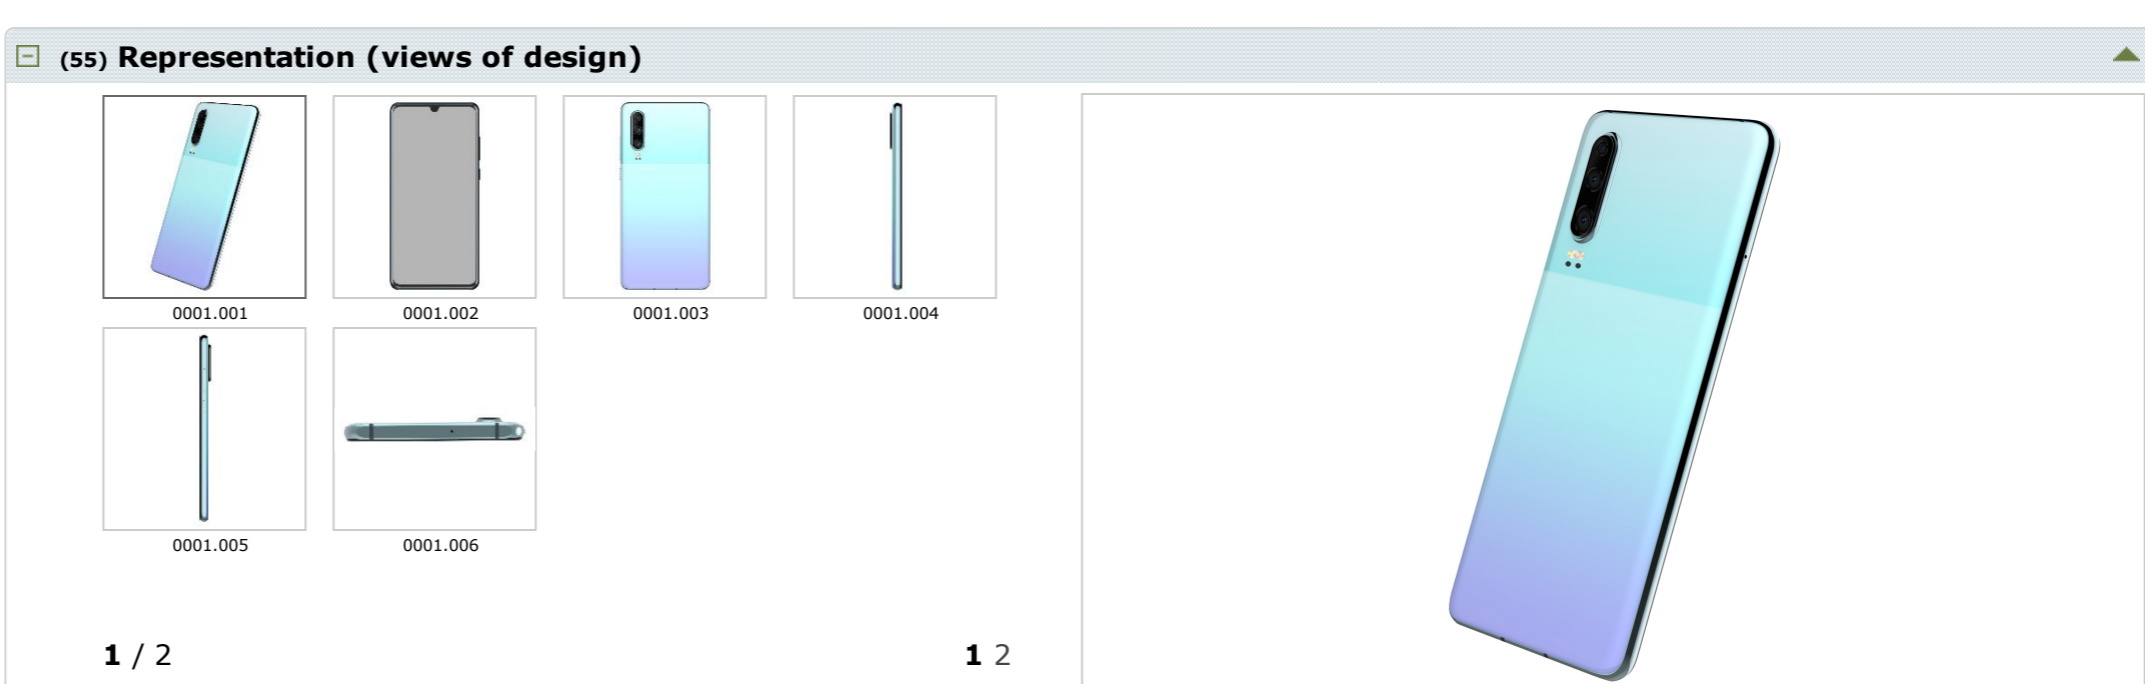 (55) Representation (views of design)
0001.001 0001.002 0001.003 0001.004
0001.005 0001.006
1 / 2 1 2